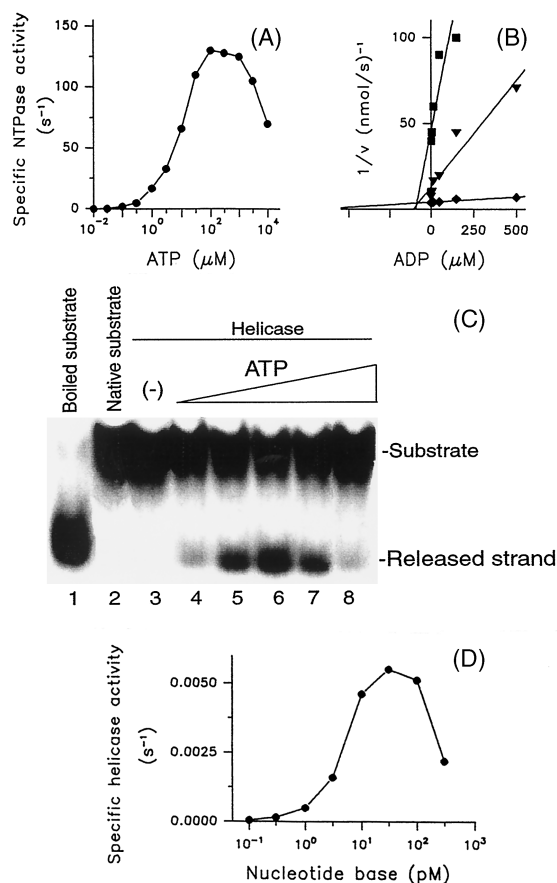 (A)
Specific NTPase activity
(s⁻¹)
150
100
50
0
10⁻² 10⁰ 10² 10⁴
ATP (µM)
(B)
1/v (nmol/s)⁻¹
100
50
0 250 500
ADP (µM)
(C)
Boiled substrate
Native substrate
Helicase
(-)
ATP
-Substrate
-Released strand
1 2 3 4 5 6 7 8
(D)
Specific helicase activity
(s⁻¹)
0.0050
0.0025
0.0000
10⁻¹ 10⁰ 10¹ 10² 10³
Nucleotide base (pM)